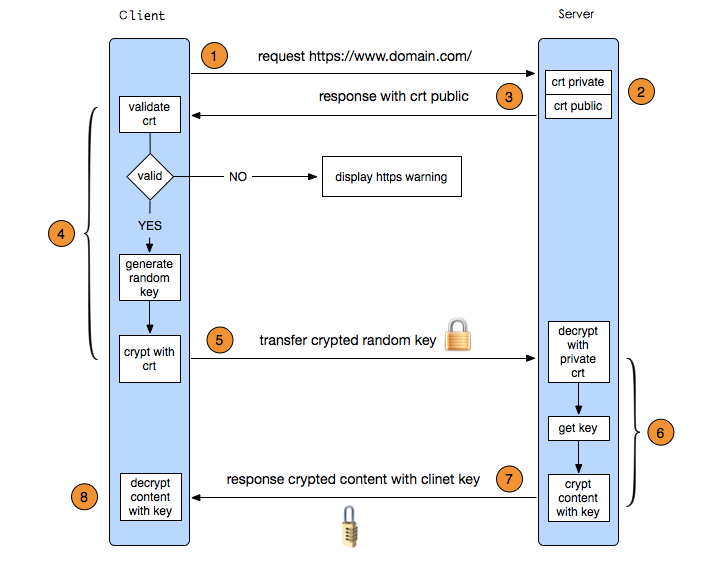 Client
Server
1
request https://www.domain.com/
crt private
2
response with crt public
3
crt public
validate
crt
valid
NO
display https warning
4
YES
generate
random
key
5
transfer crypted random key
decrypt
with
private
crt
crypt with
crt
get key
6
response crypted content with clinet key
7
8
decrypt
content
with key
crypt
content
with key